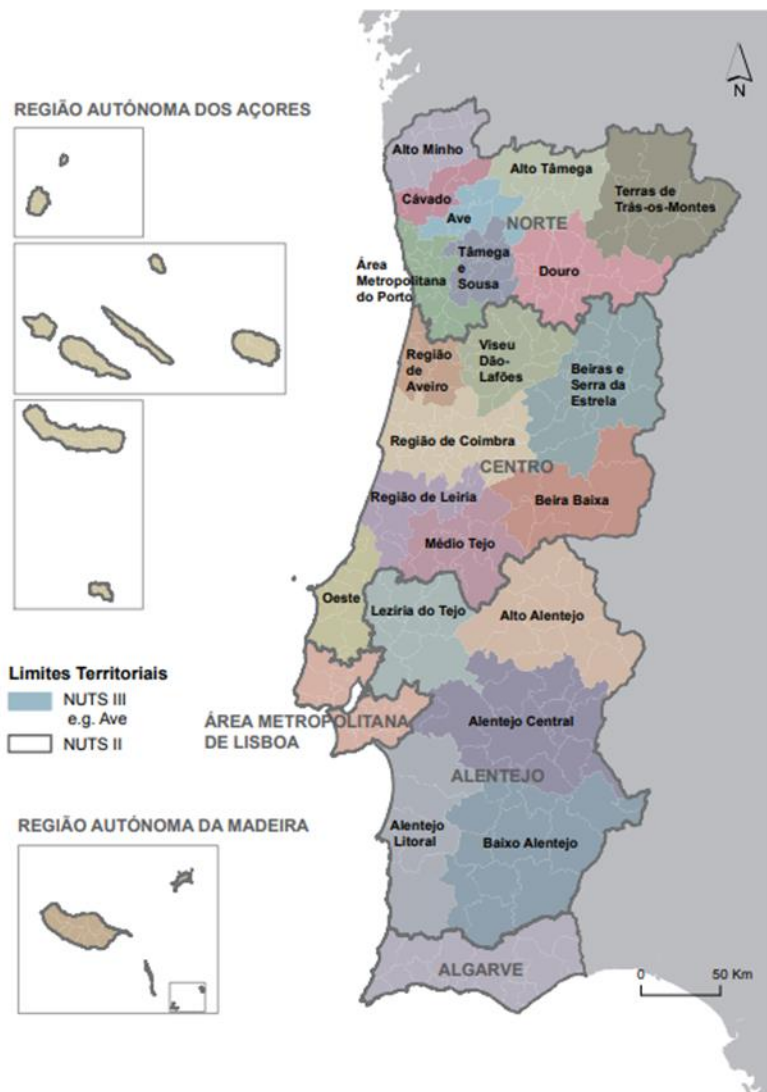 N
REGIÃO AUTÓNOMA DOS AÇORES
Alto Minho
Alto Tâmega
Terras de
Trás-os-Montes
Cávado
Ave
NORTE
Tâmega
e
Sousa
Douro
Área
Metropolitana
do Porto
Região
de
Aveiro
Viseu
Dão-
Lafões
Beiras e
Serra da
Estrela
Região de Coimbra
CENTRO
Região de Leiria
Beira Baixa
Médio Tejo
Oeste
Lezíria do Tejo
Alto Alentejo
Limites Territoriais
NUTS III
e.g. Ave
NUTS II
ÁREA METROPOLITANA
DE LISBOA
Alentejo Central
ALENTEJO
REGIÃO AUTÓNOMA DA MADEIRA
Alentejo
Litoral
Baixo Alentejo
ALGARVE
0 50 Km